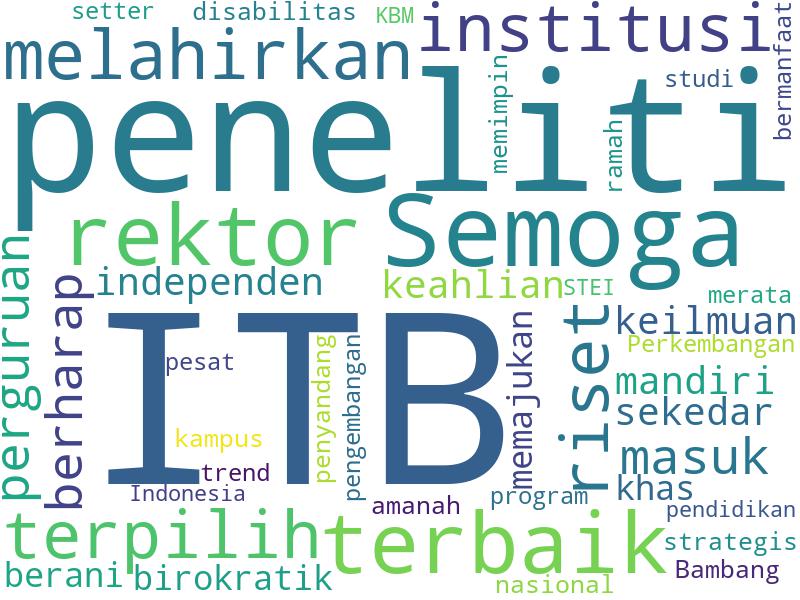 setter disabilitas KBM institusi bermanfaat
melahirkan memimpin studi
peneliti ramah
rektor Semoga
perguruan berharap independen keahlian STEI merata
ITB riset keilmuan
pesat penyandang pengembangan memajukan Perkembangan
mandiri
kampus sekedar
trend masuk
Indonesia amanah program khas
terpilih terbaik pendidikan
strategis
berani birokratik nasional Bambang